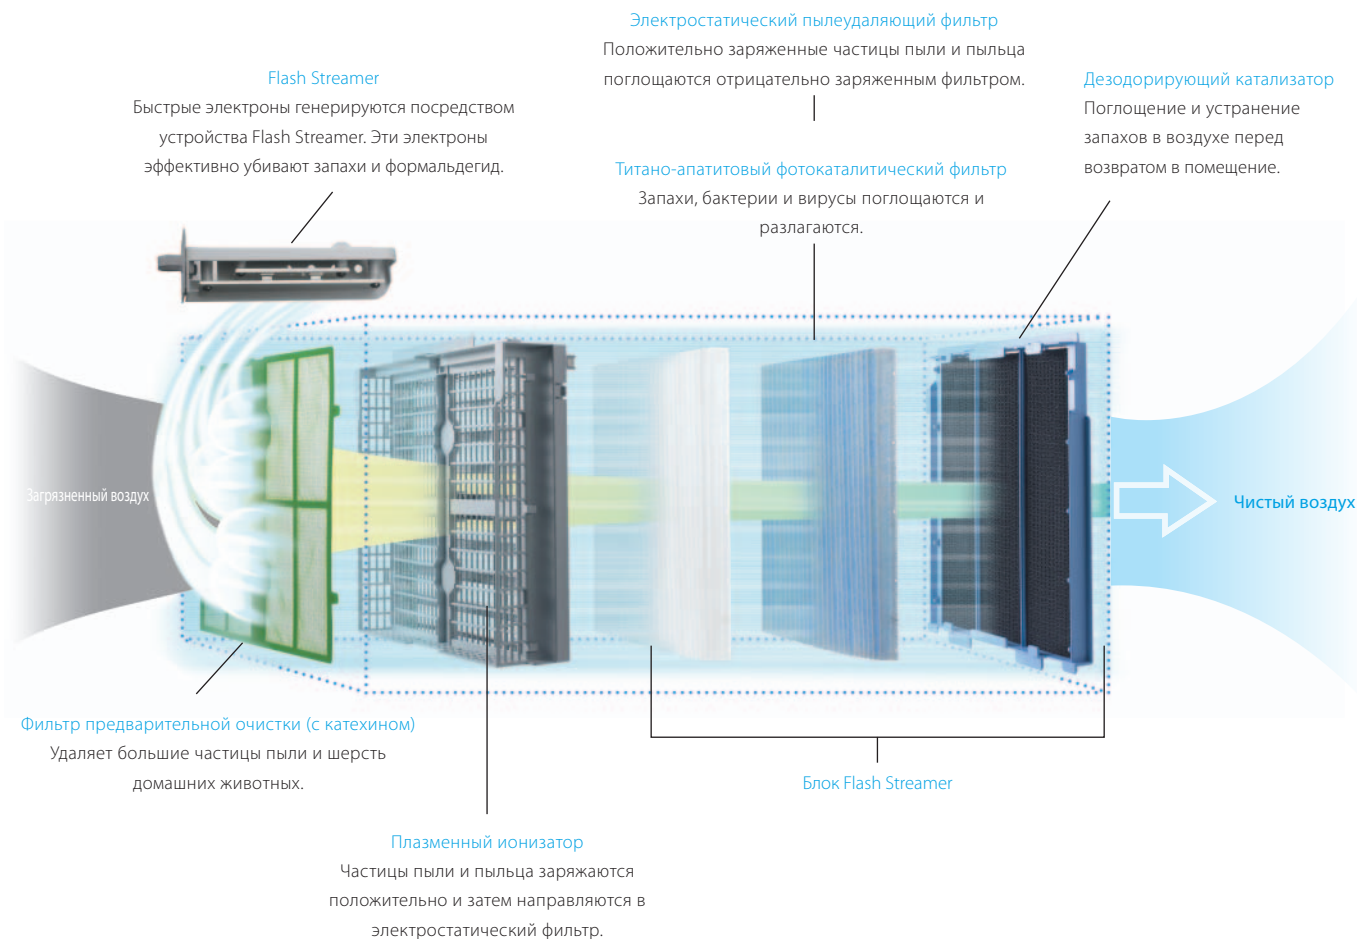 Электростатический пылеудаляющий фильтр
Положительно заряженные частицы пыли и пыльца
поглощаются отрицательно заряженным фильтром.
Flash Streamer
Быстрые электроны генерируются посредством
устройства Flash Streamer. Эти электроны
эффективно убивают запахи и формальдегид.
Дезодорирующий катализатор
Поглощение и устранение
запахов в воздухе перед
возвратом в помещение.
Титано-апатитовый фотокаталитический фильтр
Запахи, бактерии и вирусы поглощаются и
разлагаются.
Загрязненный воздух
Чистый воздух
Фильтр предварительной очистки (с катехином)
Удаляет большие частицы пыли и шерсть
домашних животных.
Блок Flash Streamer
Плазменный ионизатор
Частицы пыли и пыльца заряжаются
положительно и затем направляются в
электростатический фильтр.